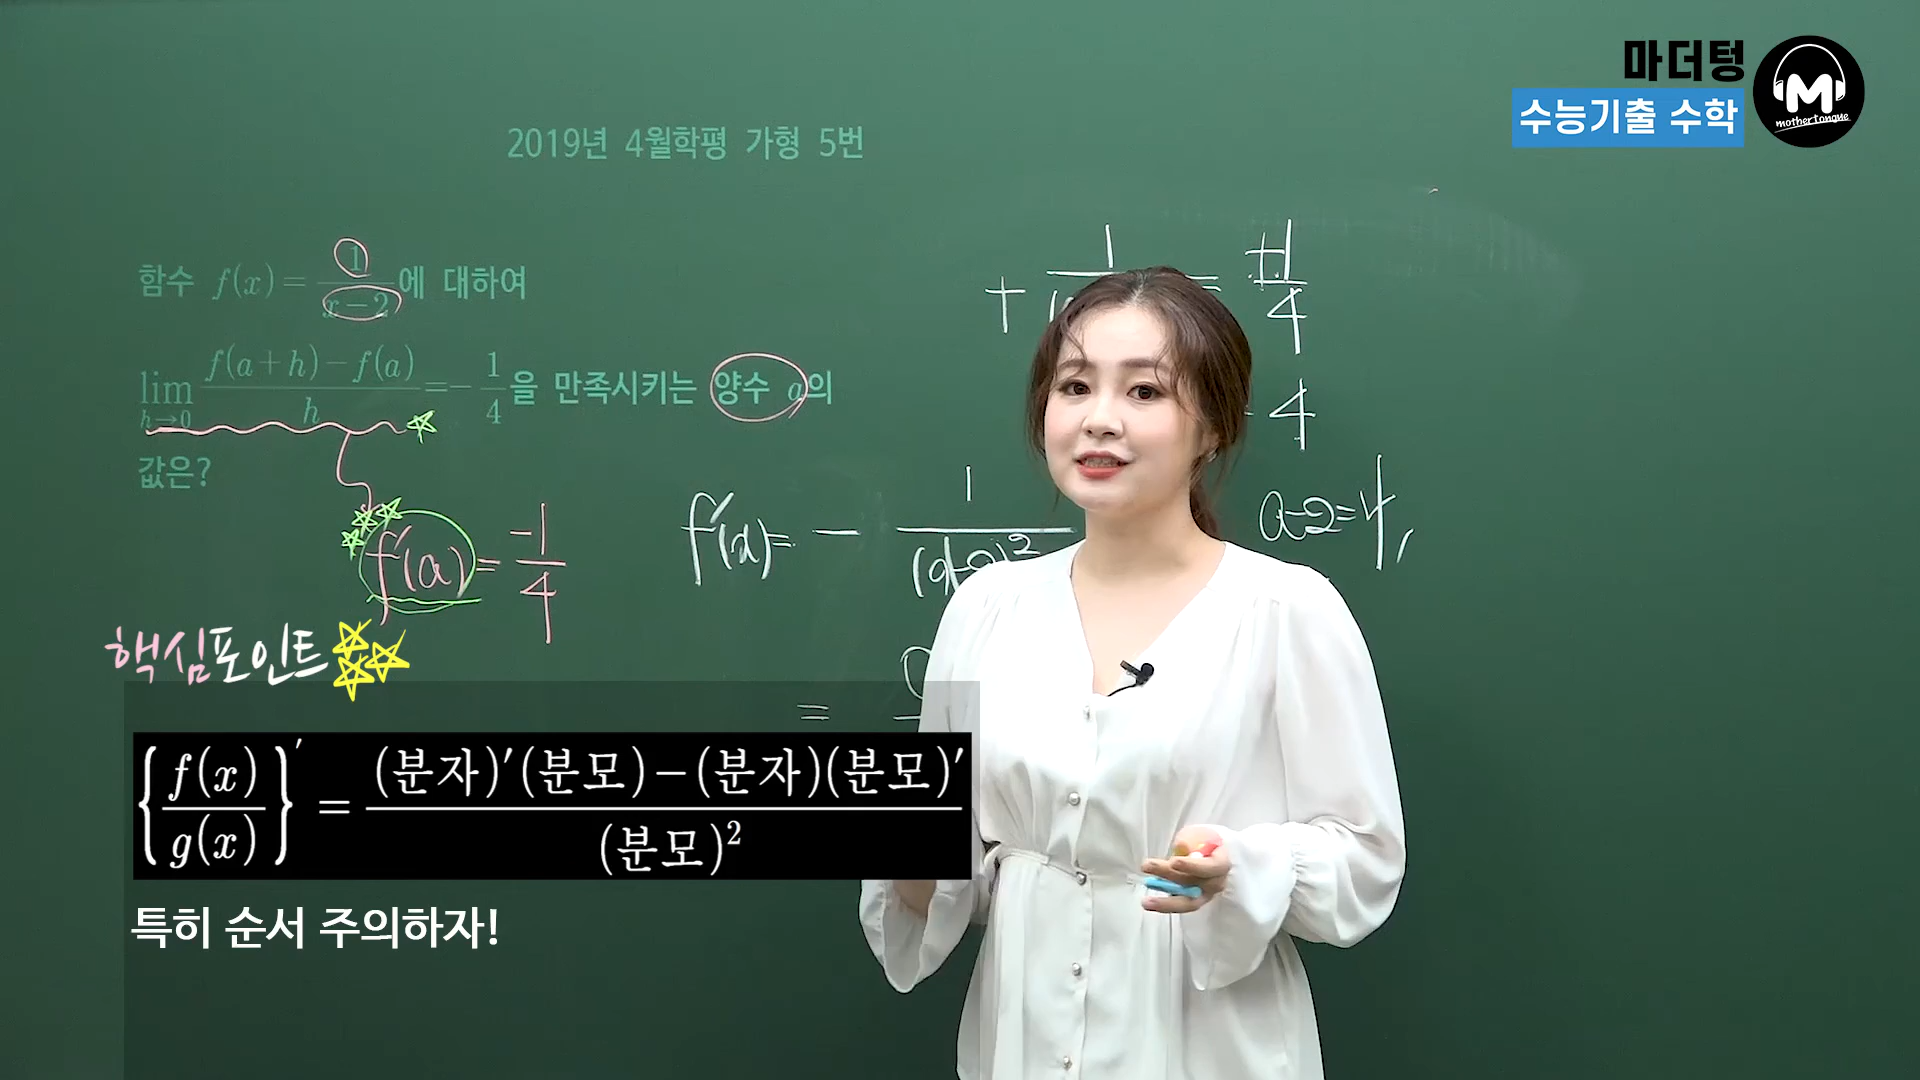 마더텅
수능기출 수학
M
mothertongue
2019년 4월학평 가형 5번
함수 f(x) = 1/(x-2)에 대하여
lim h→0 (f(a+h)-f(a))/h = -1/4을 만족시키는 양수 a의
값은?
f'(a) = -1/4
f'(x) = - 1/(x-2)²
a-2=
핵심포인트
{f(x)/g(x)}' = ((분자)'(분모)-(분자)(분모)')/(분모)²
특히 순서 주의하자!